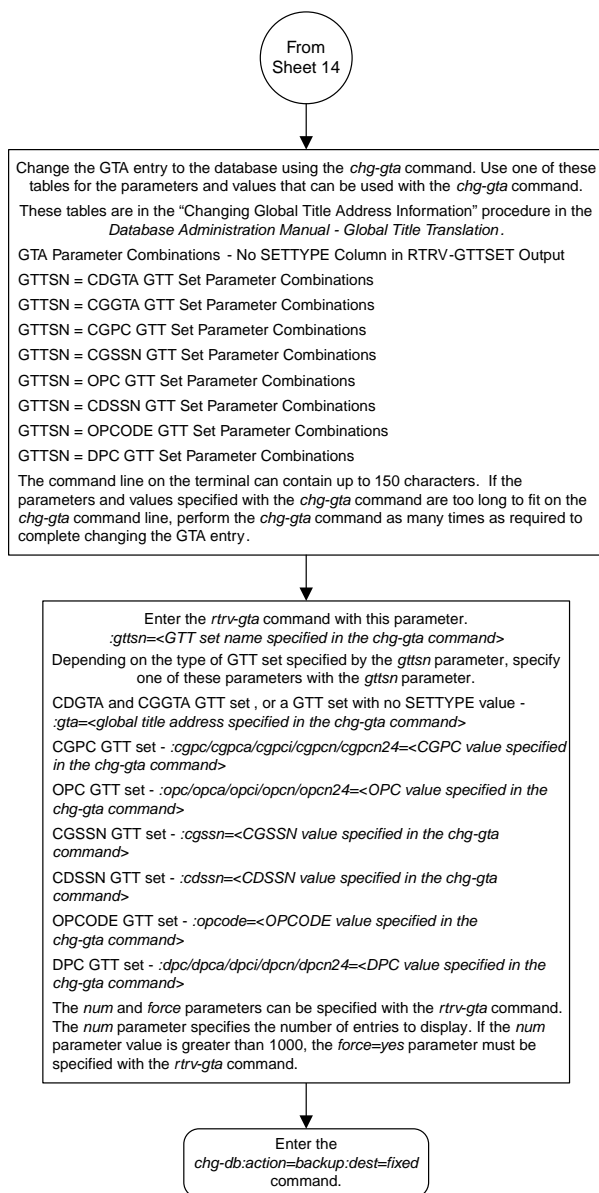 From
Sheet 14
Change the GTA entry to the database using the chg-gta command. Use one of these
tables for the parameters and values that can be used with the chg-gta command.
These tables are in the “Changing Global Title Address Information” procedure in the
Database Administration Manual - Global Title Translation.
GTA Parameter Combinations - No SETTYPE Column in RTRV-GTTSET Output
GTTSN = CDGTA GTT Set Parameter Combinations
GTTSN = CGGTA GTT Set Parameter Combinations
GTTSN = CGPC GTT Set Parameter Combinations
GTTSN = CGSSN GTT Set Parameter Combinations
GTTSN = OPC GTT Set Parameter Combinations
GTTSN = CDSSN GTT Set Parameter Combinations
GTTSN = OPCODE GTT Set Parameter Combinations
GTTSN = DPC GTT Set Parameter Combinations
The command line on the terminal can contain up to 150 characters. If the
parameters and values specified with the chg-gta command are too long to fit on the
chg-gta command line, perform the chg-gta command as many times as required to
complete changing the GTA entry.
Enter the rtrv-gta command with this parameter.
:gttsn=<GTT set name specified in the chg-gta command>
Depending on the type of GTT set specified by the gttsn parameter, specify
one of these parameters with the gttsn parameter.
CDGTA and CGGTA GTT set , or a GTT set with no SETTYPE value -
:gta=<global title address specified in the chg-gta command>
CGPC GTT set - :cgpc/cgpca/cgpci/cgpcn/cgpcn24=<CGPC value specified
in the chg-gta command>
OPC GTT set - :opc/opca/opci/opcn/opcn24=<OPC value specified in the
chg-gta command>
CGSSN GTT set - :cgssn=<CGSSN value specified in the chg-gta
command>
CDSSN GTT set - :cdssn=<CDSSN value specified in the chg-gta
command>
OPCODE GTT set - :opcode=<OPCODE value specified in the
chg-gta command>
DPC GTT set - :dpc/dpca/dpci/dpcn/dpcn24=<DPC value specified in the
chg-gta command>
The num and force parameters can be specified with the rtrv-gta command.
The num parameter specifies the number of entries to display. If the num
parameter value is greater than 1000, the force=yes parameter must be
specified with the rtrv-gta command.
Enter the
chg-db:action=backup:dest=fixed
command.